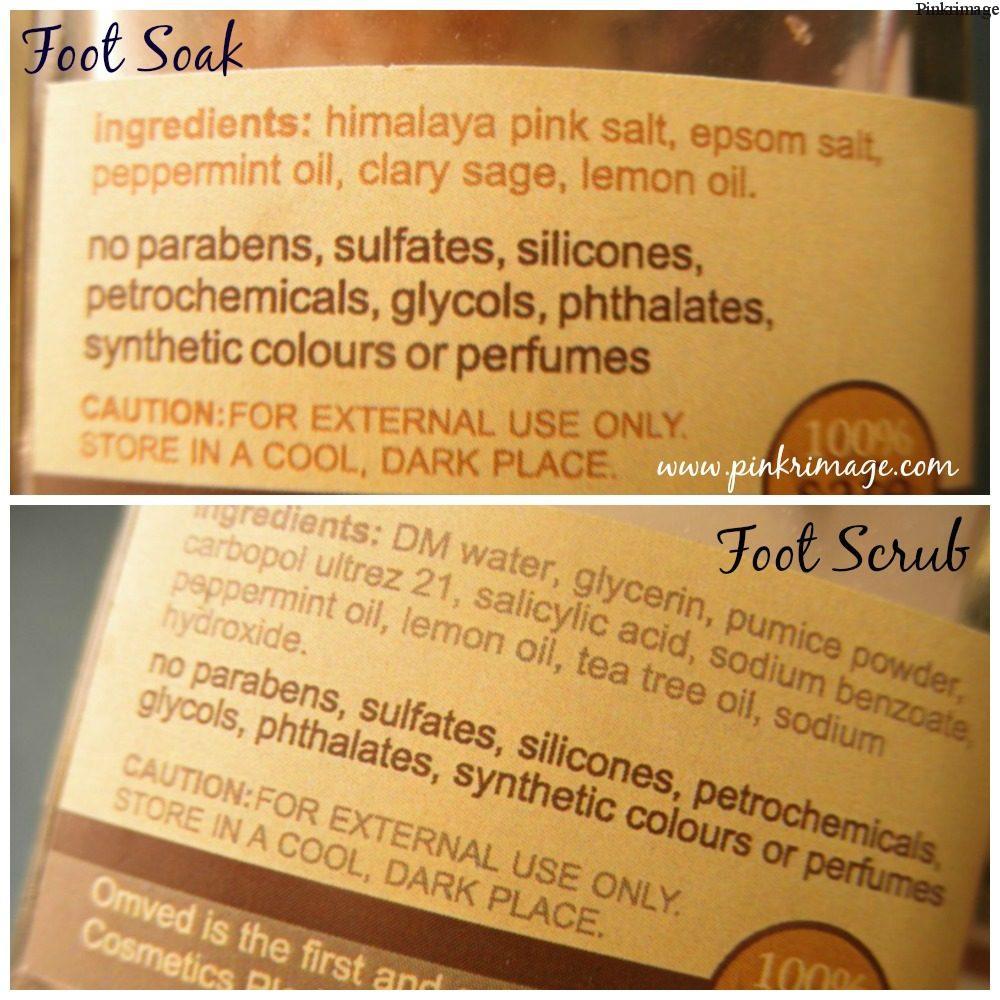 Pinkrimage
Foot Soak
ingredients: himalaya pink salt, epsom salt,
peppermint oil, clary sage, lemon oil.
no parabens, sulfates, silicones,
petrochemicals, glycols, phthalates,
synthetic colours or perfumes
CAUTION: FOR EXTERNAL USE ONLY.
STORE IN A COOL, DARK PLACE.
100%
www.pinkrimage.com
Foot Scrub
ingredients: DM water, glycerin, pumice powder,
carbopol ultrez 21, salicylic acid, sodium benzoate,
peppermint oil, lemon oil, tea tree oil, sodium
hydroxide.
no parabens, sulfates, silicones, petrochemicals,
glycols, phthalates, synthetic colours or perfumes
CAUTION: FOR EXTERNAL USE ONLY.
STORE IN A COOL, DARK PLACE.
100%
Omved is the first and
Cosmetics